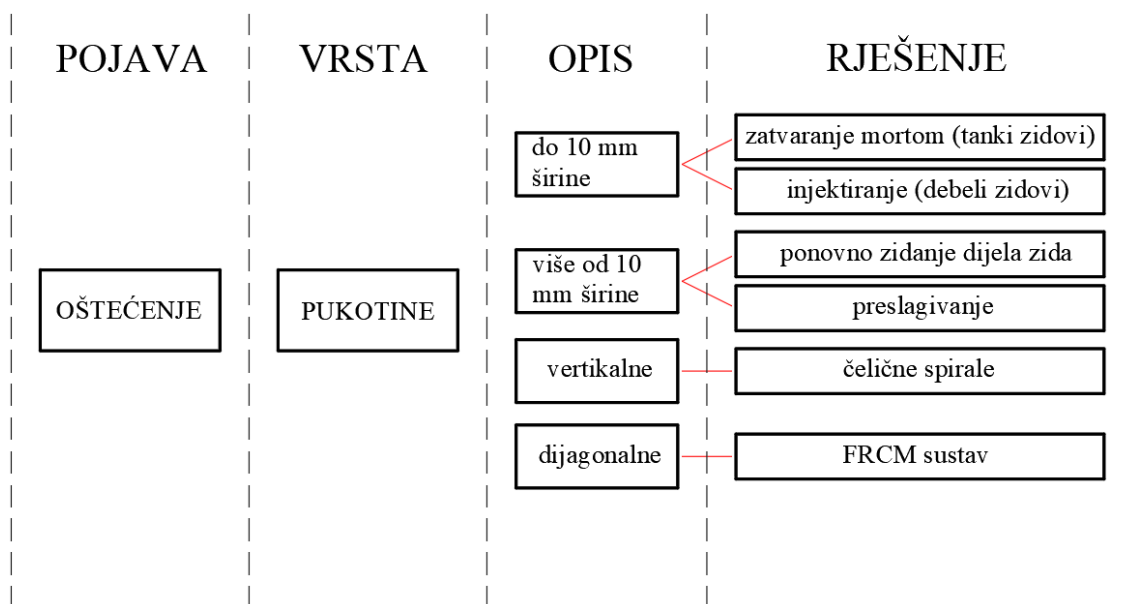 POJAVA
VRSTA
OPIS
RJEŠENJE
OŠTEĆENJE
PUKOTINE
do 10 mm
širine
zatvaranje mortom (tanki zidovi)
injektiranje (debeli zidovi)
više od 10
mm širine
ponovno zidanje dijela zida
preslagivanje
vertikalne
čelične spirale
dijagonalne
FRCM sustav